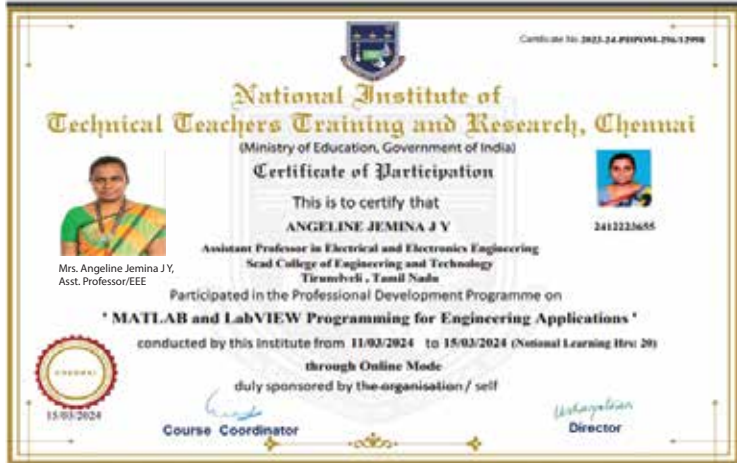 Certificate No. 2023-24-PDPONL-296/12998
National Institute of
Technical Teachers Training and Research, Chennai
(Ministry of Education, Government of India)
Certificate of Participation
This is to certify that
ANGELINE JEMINA J Y
2412223655
Assistant Professor in Electrical and Electronics Engineering
Scad College of Engineering and Technology
Tirunelveli , Tamil Nadu
Mrs. Angeline Jemina J Y,
Asst. Professor/EEE
Participated in the Professional Development Programme on
' MATLAB and LabVIEW Programming for Engineering Applications '
conducted by this Institute from 11/03/2024 to 15/03/2024 (Notional Learning Hrs: 20)
through Online Mode
duly sponsored by the organisation / self
CHENNAI
15/03/2024
Course Coordinator
Director